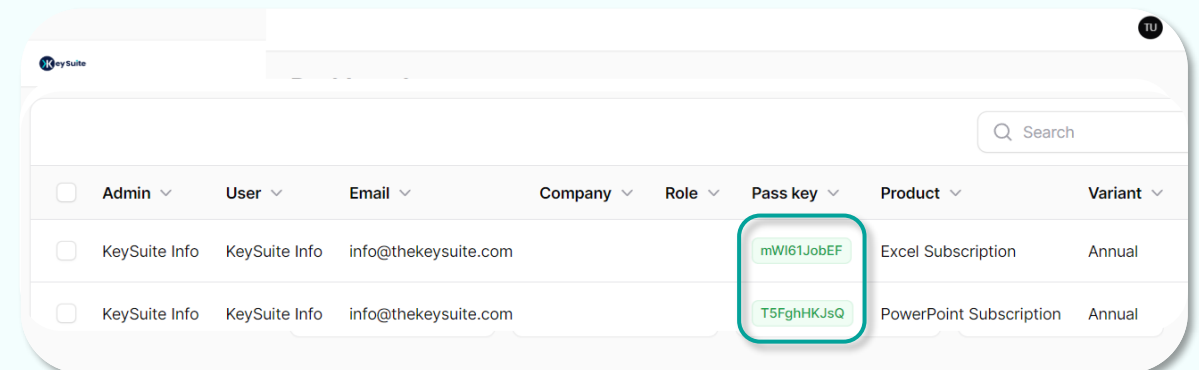 TU
KeySuite
Search
Admin User Email Company Role Pass key Product Variant
KeySuite Info KeySuite Info info@thekeysuite.com mWI61JobEF Excel Subscription Annual
KeySuite Info KeySuite Info info@thekeysuite.com T5FghHKJsQ PowerPoint Subscription Annual